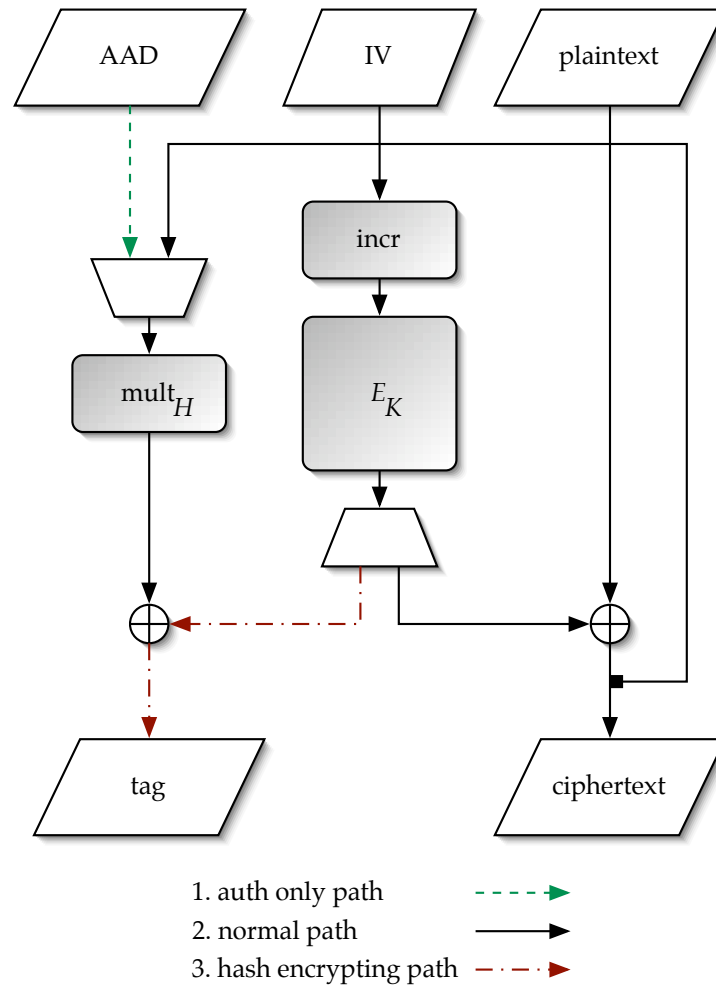 AAD
IV
plaintext
incr
mult_H
E_K
tag
ciphertext
1. auth only path
2. normal path
3. hash encrypting path